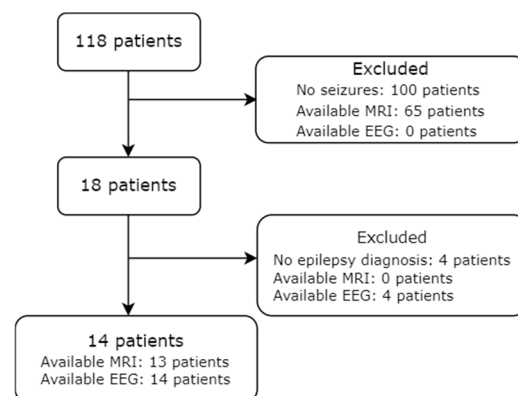 118 patients
Excluded
No seizures: 100 patients
Available MRI: 65 patients
Available EEG: 0 patients
18 patients
Excluded
No epilepsy diagnosis: 4 patients
Available MRI: 0 patients
Available EEG: 4 patients
14 patients
Available MRI: 13 patients
Available EEG: 14 patients